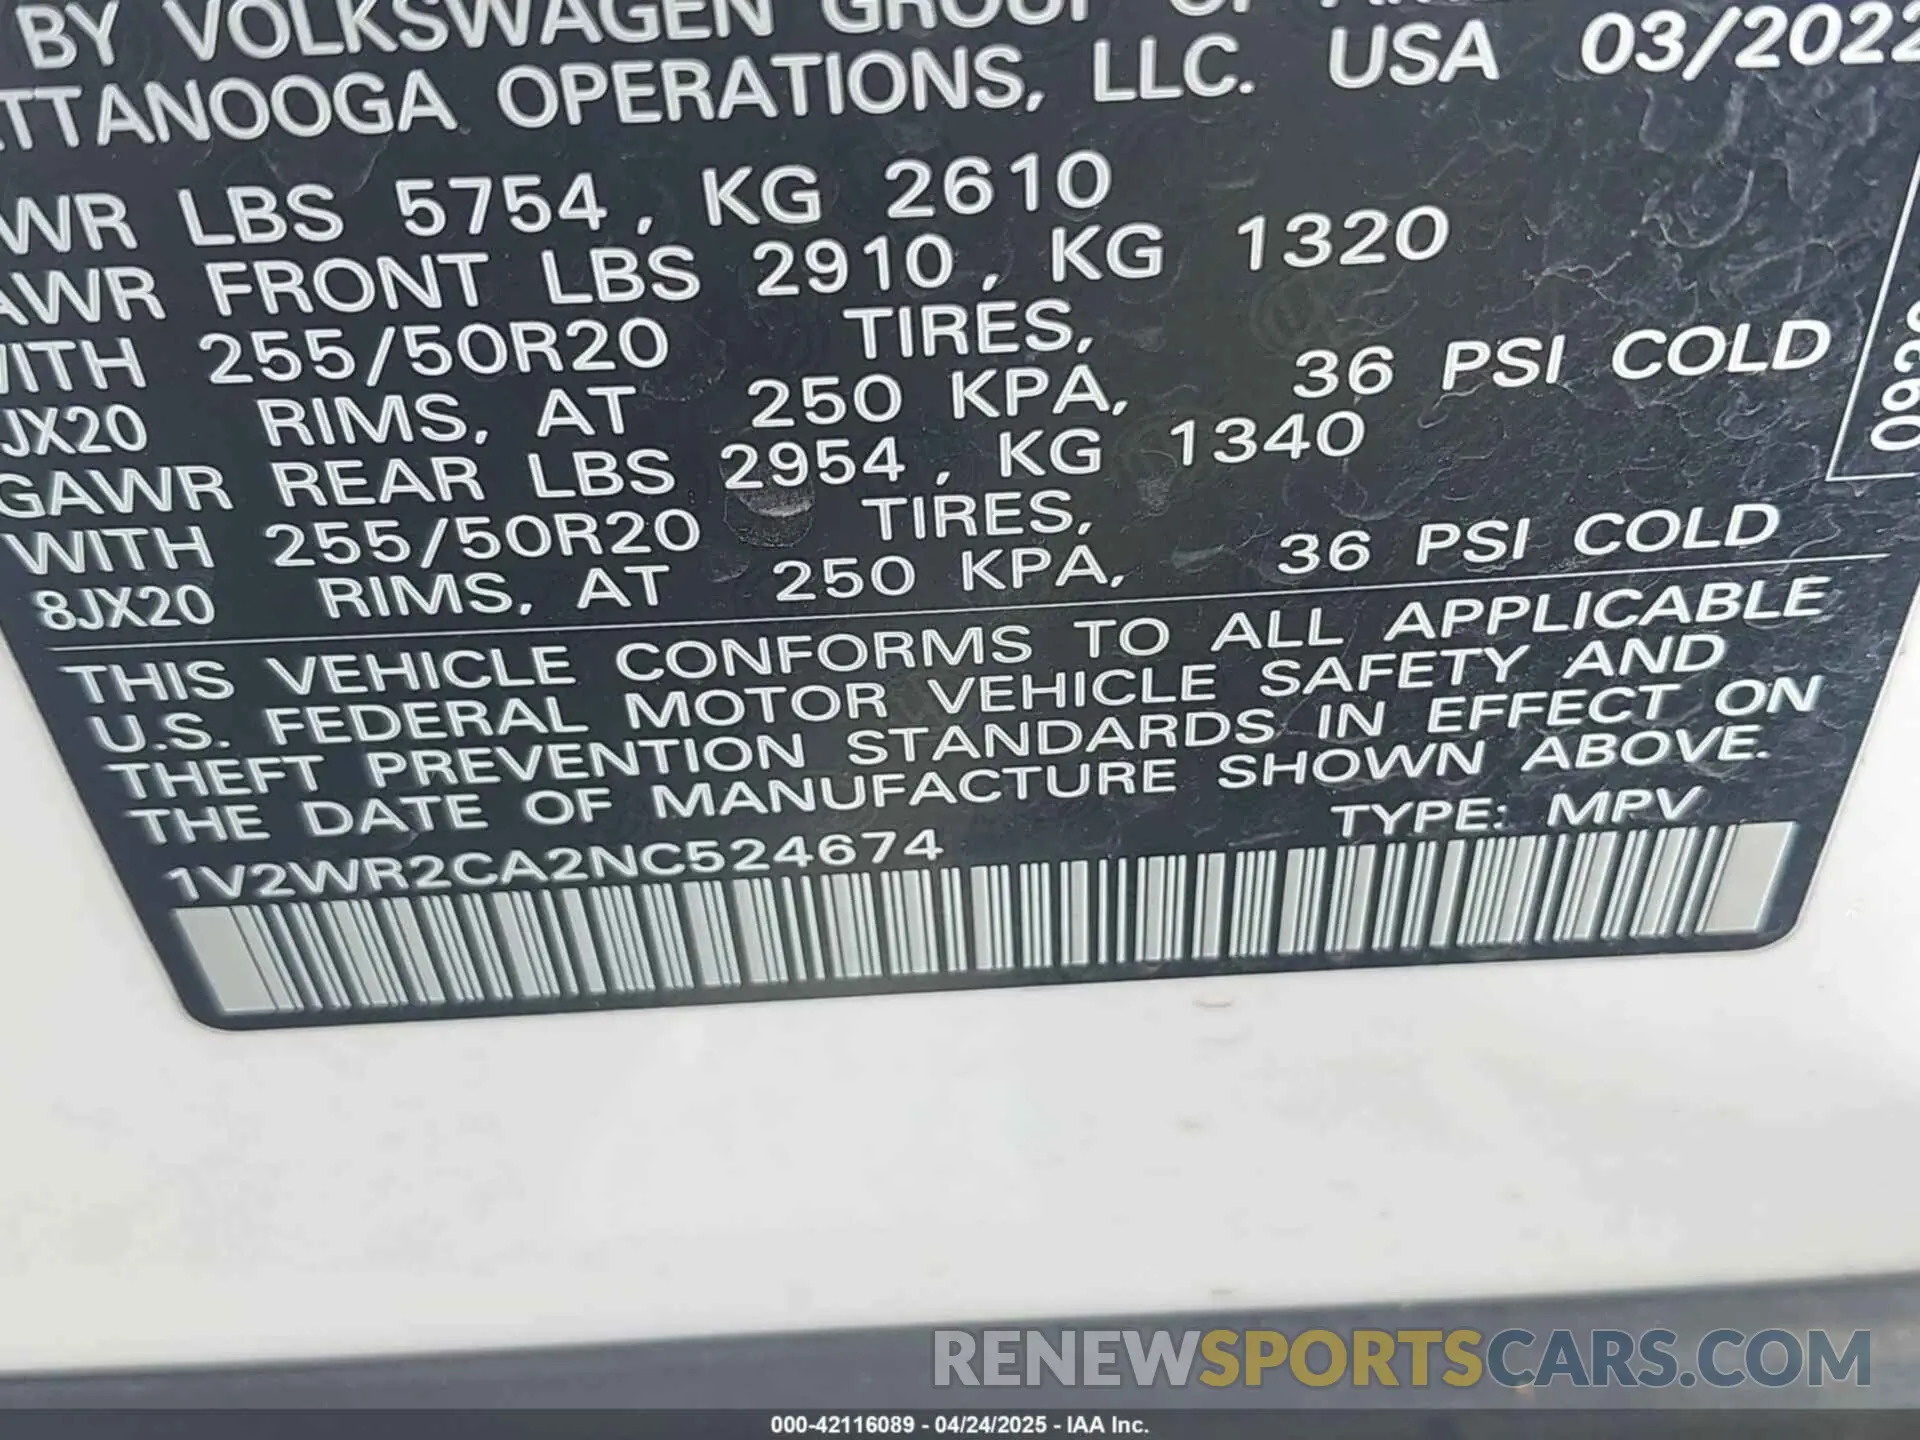 BY VOLKSWAGEN GROUP OF
TTANOOGA OPERATIONS, LLC. USA 03/2022
WR LBS 5754, KG 2610
AWR FRONT LBS 2910, KG 1320
WITH 255/50R20 TIRES,
JX20 RIMS, AT 250 KPA, 36 PSI COLD
GAWR REAR LBS 2954, KG 1340
WITH 255/50R20 TIRES,
8JX20 RIMS, AT 250 KPA, 36 PSI COLD
THIS VEHICLE CONFORMS TO ALL APPLICABLE
U.S. FEDERAL MOTOR VEHICLE SAFETY AND
THEFT PREVENTION STANDARDS IN EFFECT ON
THE DATE OF MANUFACTURE SHOWN ABOVE.
1V2WR2CA2NC524674 TYPE: MPV
RENEWSPORTSCARS.COM
000-42116089 - 04/24/2025 - IAA Inc.